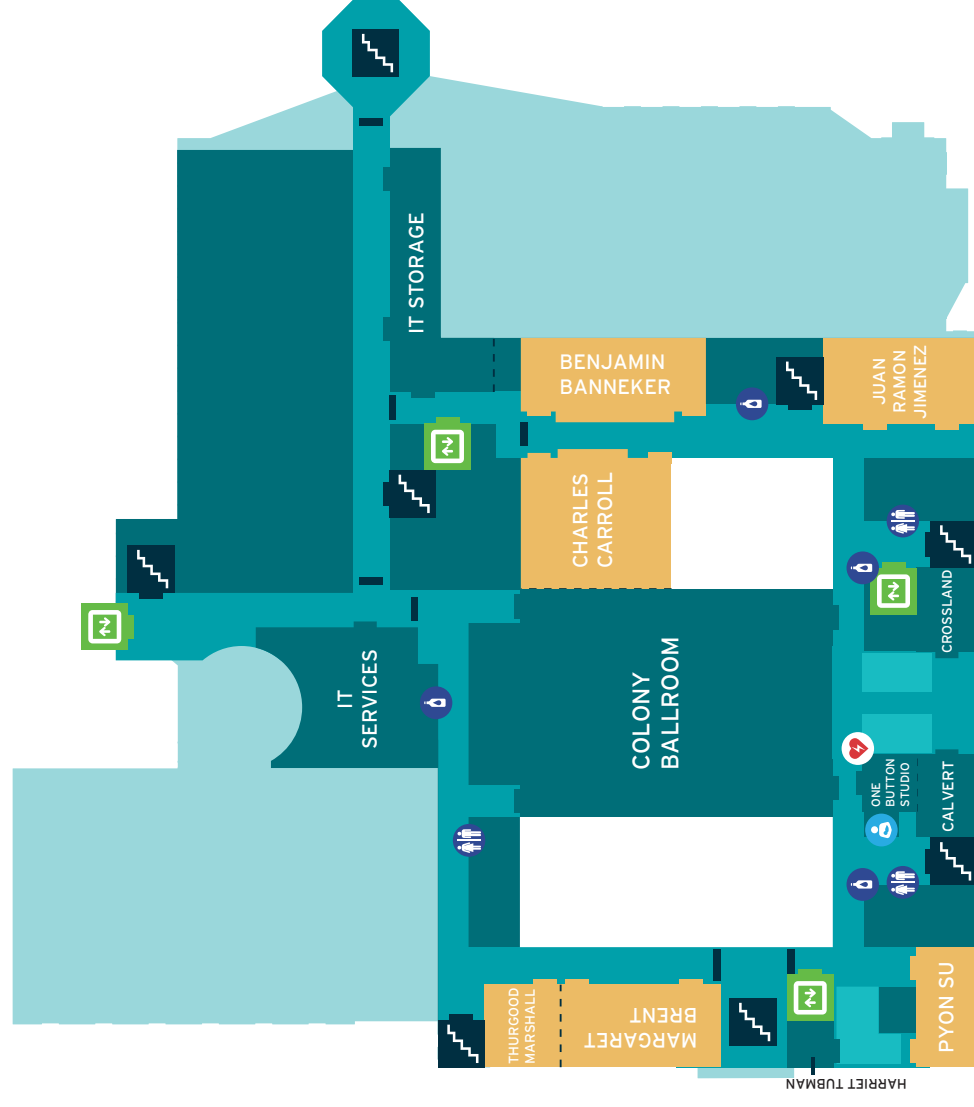 IT STORAGE
BENJAMIN
BANNEKER
JUAN
RAMON
JIMENEZ
CHARLES
CARROLL
CROSSLAND
IT
SERVICES
COLONY
BALLROOM
ONE
BUTTON
STUDIO
CALVERT
THURGOOD
MARSHALL
MARGARET
BRENT
PYON SU
HARRIET TUBMAN